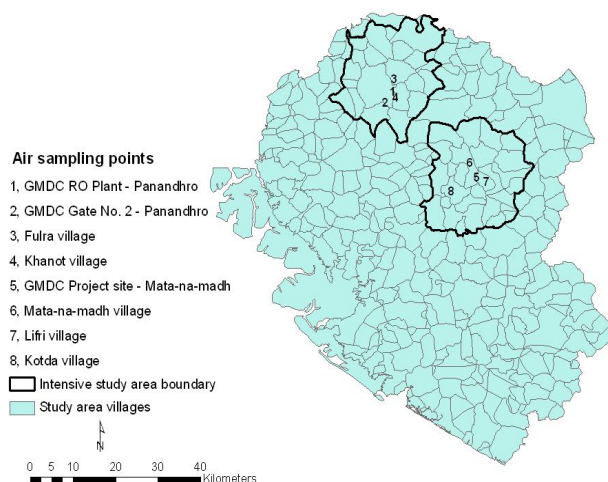 3
1
4
2
6
5
7
8
Air sampling points
1, GMDC RO Plant - Panandhro
2, GMDC Gate No. 2 - Panandhro
3, Fulra village
4, Khanot village
5, GMDC Project site - Mata-na-madh
6, Mata-na-madh village
7, Lifri village
8, Kotda village
Intensive study area boundary
Study area villages
N
0 5 10 20 30 40
Kilometers